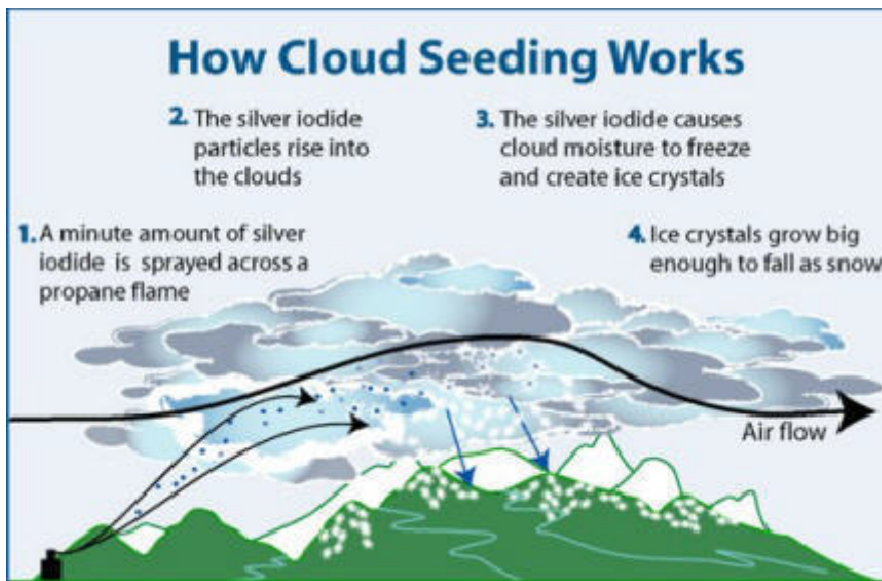 How Cloud Seeding Works
1. A minute amount of silver
iodide is sprayed across a
propane flame
2. The silver iodide
particles rise into
the clouds
3. The silver iodide causes
cloud moisture to freeze
and create ice crystals
4. Ice crystals grow big
enough to fall as snow
Air flow